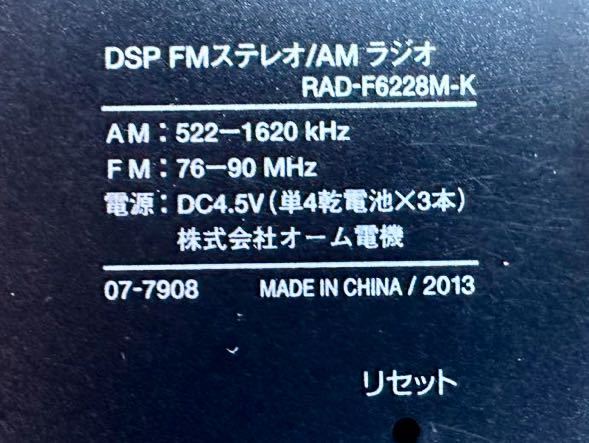 DSP FMステレオ/AM ラジオ
RAD-F6228M-K
AM：522—1620 kHz
FM：76—90 MHz
電源：DC4.5V（単4乾電池×3本）
株式会社オーム電機
07-7908 MADE IN CHINA / 2013
リセット